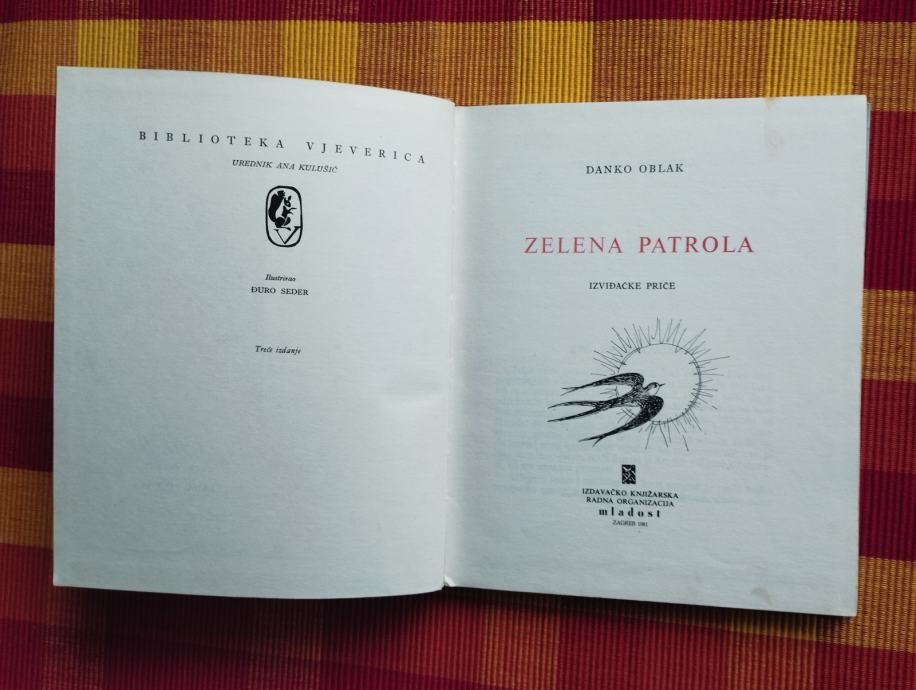 BIBLIOTEKA VJEVERICA
UREDNIK ANA KULUŠIĆ
V
Ilustrirao
ĐURO SEDER
Treće izdanje
DANKO OBLAK
ZELENA PATROLA
IZVIĐAČKE PRIČE
IZDAVAČKO KNJIŽARSKA
RADNA ORGANIZACIJA
mladost
ZAGREB 1981